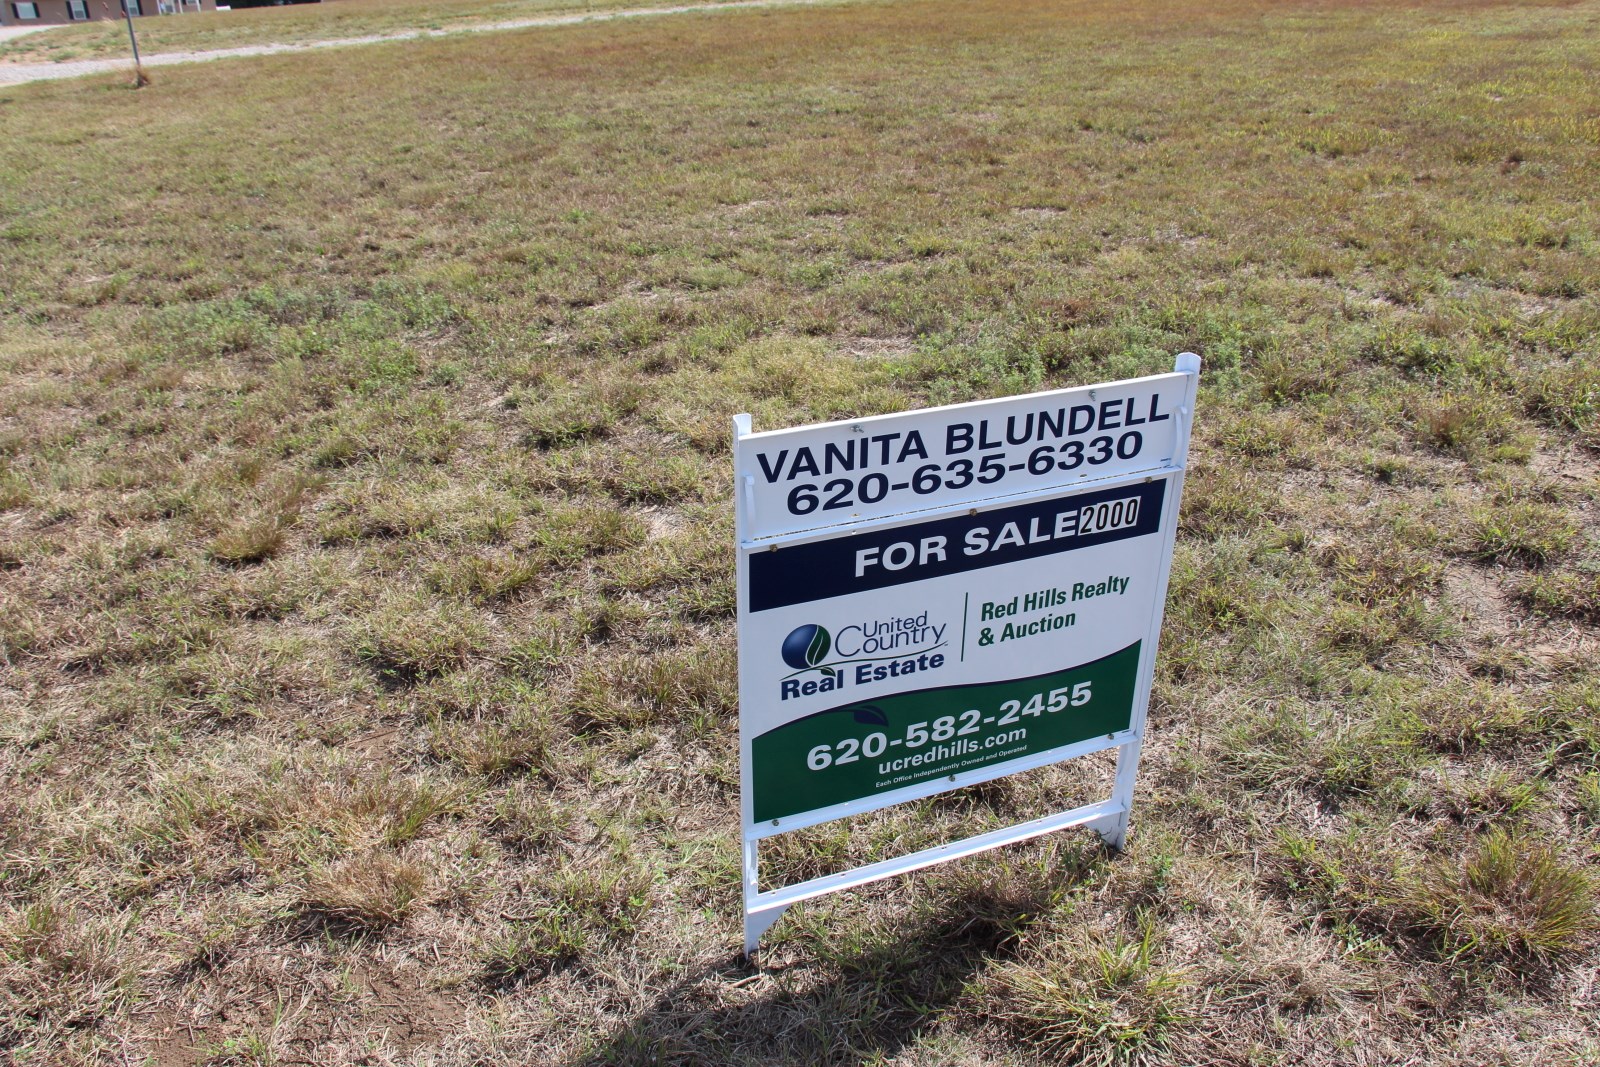 VANITA BLUNDELL
620-635-6330
FOR SALE 2000
United Country
Real Estate
Red Hills Realty
& Auction
620-582-2455
ucredhills.com
Each Office Independently Owned and Operated